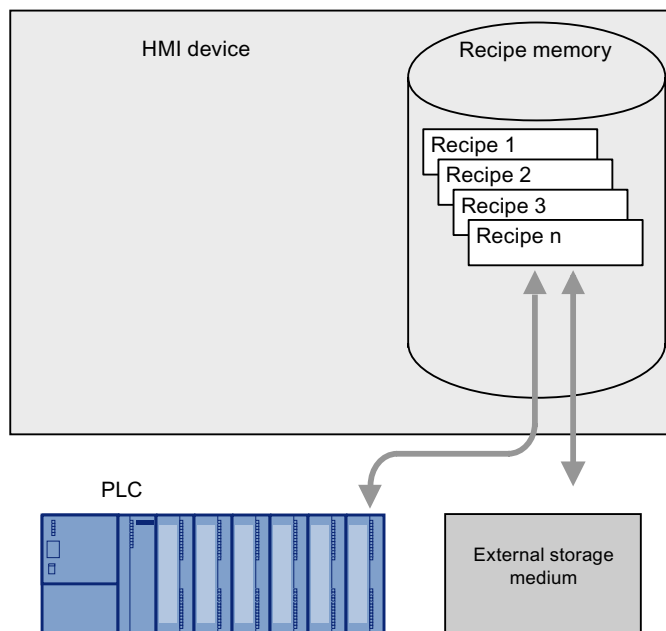 HMI device
Recipe memory
Recipe 1
Recipe 2
Recipe 3
Recipe n
PLC
External storage
medium